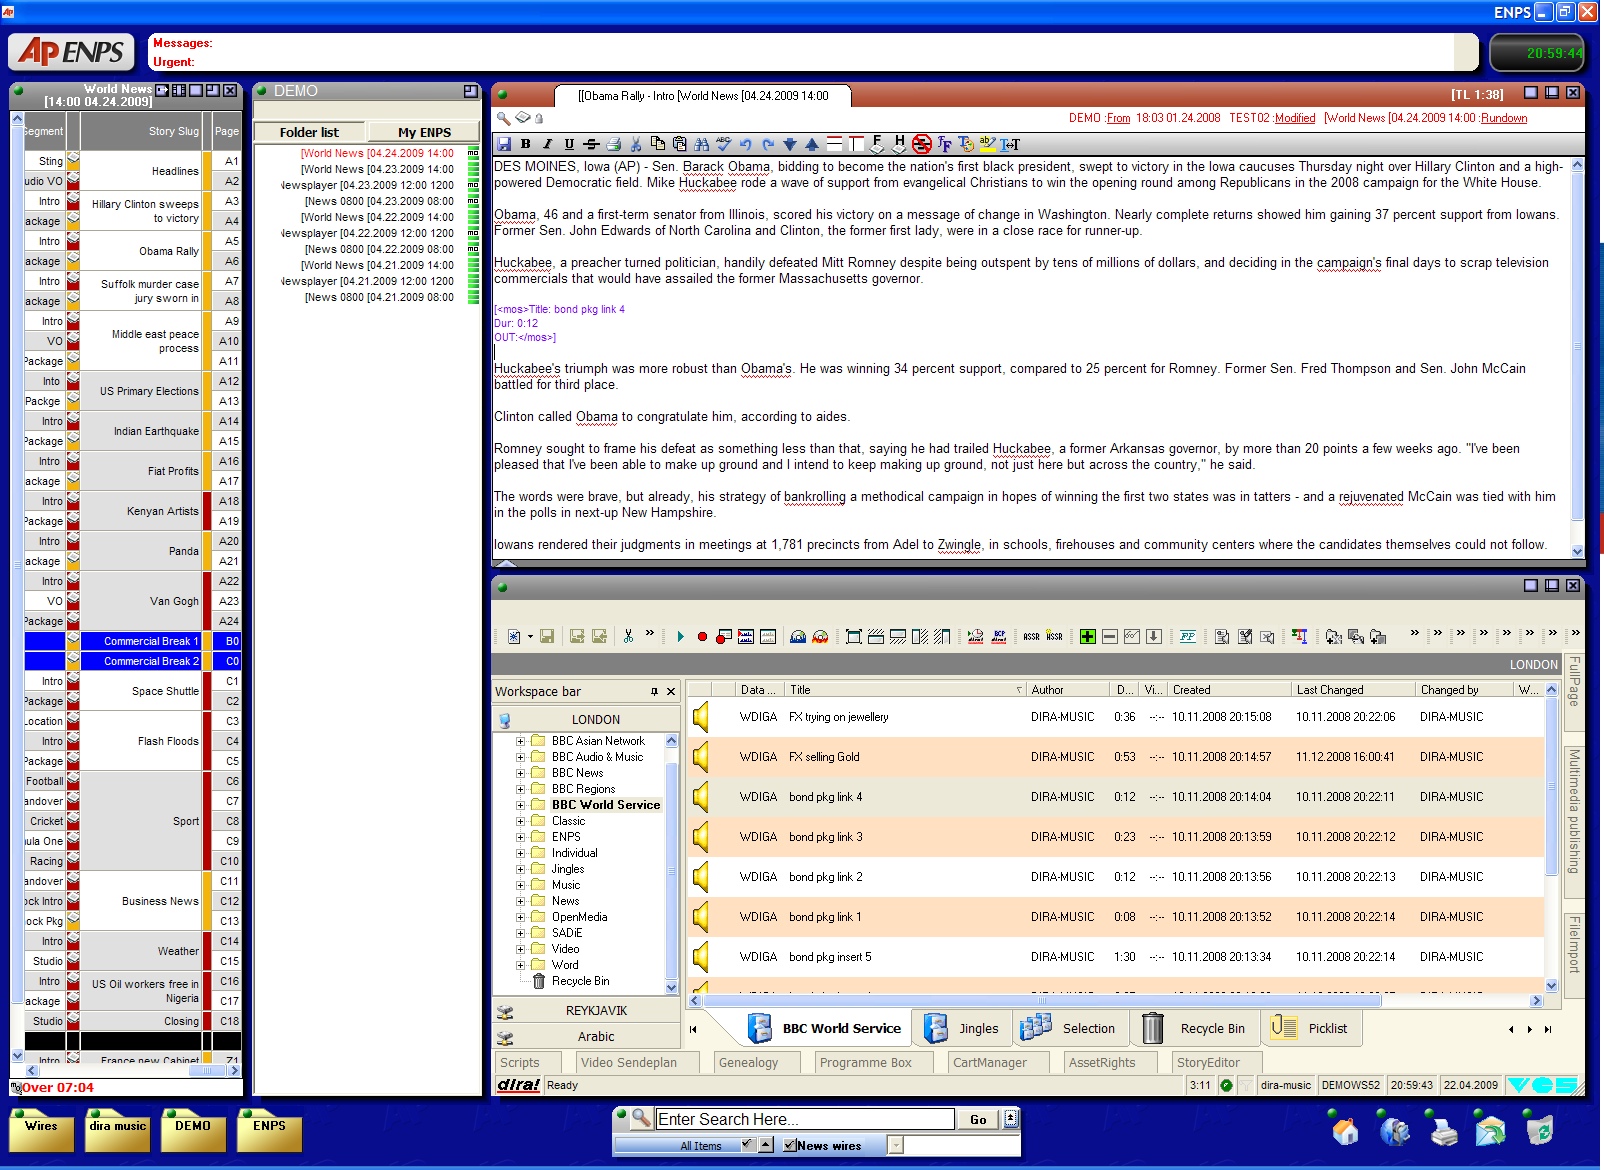 ENPS
AP ENPS
Messages:
Urgent:
20:59:44
World News
[14:00 04.24.2009]
Segment Story Slug Page
Sting A1
Headlines
udio VO A2
Intro A3
Hillary Clinton sweeps to victory
ackage A4
Intro A5
Obama Rally
ackage A6
Intro A7
Suffolk murder case jury sworn in
ackage A8
Intro A9
Middle east peace process
VO A10
Package A11
Into A12
US Primary Elections
Packge A13
Intro A14
Indian Earthquake
Package A15
Intro A16
Fiat Profits
ackage A17
Intro A18
Kenyan Artists
Package A19
Intro A20
Panda
ackage A21
Intro A22
VO Van Gogh A23
Package A24
Commercial Break 1 B0
Commercial Break 2 C0
Intro C1
Space Shuttle
Package C2
Location C3
Intro Flash Floods C4
Package C5
Football C6
andover C7
Cricket Sport C8
ula One C9
Racing C10
andover C11
ock Intro Business News C12
ock Pkg C13
Intro C14
Weather
Studio C15
Intro C16
US Oil workers free in Nigeria
ackage C17
Studio Closing C18
Intro France new Cabinet Z1
Over 07:04
DEMO
Folder list My ENPS
[World News [04.24.2009 14:00
[World News [04.23.2009 14:00
Newsplayer [04.23.2009 12:00 1200
[News 0800 [04.23.2009 08:00
[World News [04.22.2009 14:00
Newsplayer [04.22.2009 12:00 1200
[News 0800 [04.22.2009 08:00
[World News [04.21.2009 14:00
Newsplayer [04.21.2009 12:00 1200
[News 0800 [04.21.2009 08:00
[[Obama Rally - Intro [World News [04.24.2009 14:00
[TL 1:38]
DEMO :From 18:03 01.24.2008 TEST02 :Modified [World News [04.24.2009 14:00 :Rundown
DES MOINES, Iowa (AP) - Sen. Barack Obama, bidding to become the nation's first black president, swept to victory in the Iowa caucuses Thursday night over Hillary Clinton and a high-
powered Democratic field. Mike Huckabee rode a wave of support from evangelical Christians to win the opening round among Republicans in the 2008 campaign for the White House.
Obama, 46 and a first-term senator from Illinois, scored his victory on a message of change in Washington. Nearly complete returns showed him gaining 37 percent support from Iowans.
Former Sen. John Edwards of North Carolina and Clinton, the former first lady, were in a close race for runner-up.
Huckabee, a preacher turned politician, handily defeated Mitt Romney despite being outspent by tens of millions of dollars, and deciding in the campaign's final days to scrap television
commercials that would have assailed the former Massachusetts governor.
[<mos>Title: bond pkg link 4
Dur: 0:12
OUT:</mos>]
Huckabee's triumph was more robust than Obama's. He was winning 34 percent support, compared to 25 percent for Romney. Former Sen. Fred Thompson and Sen. John McCain
battled for third place.
Clinton called Obama to congratulate him, according to aides.
Romney sought to frame his defeat as something less than that, saying he had trailed Huckabee, a former Arkansas governor, by more than 20 points a few weeks ago. "I've been
pleased that I've been able to make up ground and I intend to keep making up ground, not just here but across the country," he said.
The words were brave, but already, his strategy of bankrolling a methodical campaign in hopes of winning the first two states was in tatters - and a rejuvenated McCain was tied with him
in the polls in next-up New Hampshire.
Iowans rendered their judgments in meetings at 1,781 precincts from Adel to Zwingle, in schools, firehouses and community centers where the candidates themselves could not follow.
LONDON
Workspace bar
LONDON
BBC Asian Network
BBC Audio & Music
BBC News
BBC Regions
BBC World Service
Classic
ENPS
Individual
Jingles
Music
News
OpenMedia
SADiE
Video
Word
Recycle Bin
REYKJAVIK
Arabic
Data ... Title Author D... Vi... Created Last Changed Changed by W...
WDIGA FX trying on jewellery DIRA-MUSIC 0:36 --:-- 10.11.2008 20:15:08 10.11.2008 20:22:06 DIRA-MUSIC
WDIGA FX selling Gold DIRA-MUSIC 0:53 --:-- 10.11.2008 20:14:57 11.12.2008 16:00:41 DIRA-MUSIC
WDIGA bond pkg link 4 DIRA-MUSIC 0:12 --:-- 10.11.2008 20:14:04 10.11.2008 20:22:11 DIRA-MUSIC
WDIGA bond pkg link 3 DIRA-MUSIC 0:23 --:-- 10.11.2008 20:13:59 10.11.2008 20:22:12 DIRA-MUSIC
WDIGA bond pkg link 2 DIRA-MUSIC 0:12 --:-- 10.11.2008 20:13:56 10.11.2008 20:22:13 DIRA-MUSIC
WDIGA bond pkg link 1 DIRA-MUSIC 0:08 --:-- 10.11.2008 20:13:52 10.11.2008 20:22:14 DIRA-MUSIC
WDIGA bond pkg insert 5 DIRA-MUSIC 1:30 --:-- 10.11.2008 20:13:34 10.11.2008 20:22:14 DIRA-MUSIC
FullPage
Multimedia publishing
FileImport
BBC World Service Jingles Selection Recycle Bin Picklist
Scripts Video Sendeplan Genealogy Programme Box CartManager AssetRights StoryEditor
dira! Ready 3:11 dira-music DEMOWS52 20:59:43 22.04.2009 VCS
Wires dira music DEMO ENPS
Enter Search Here... Go
All Items News wires